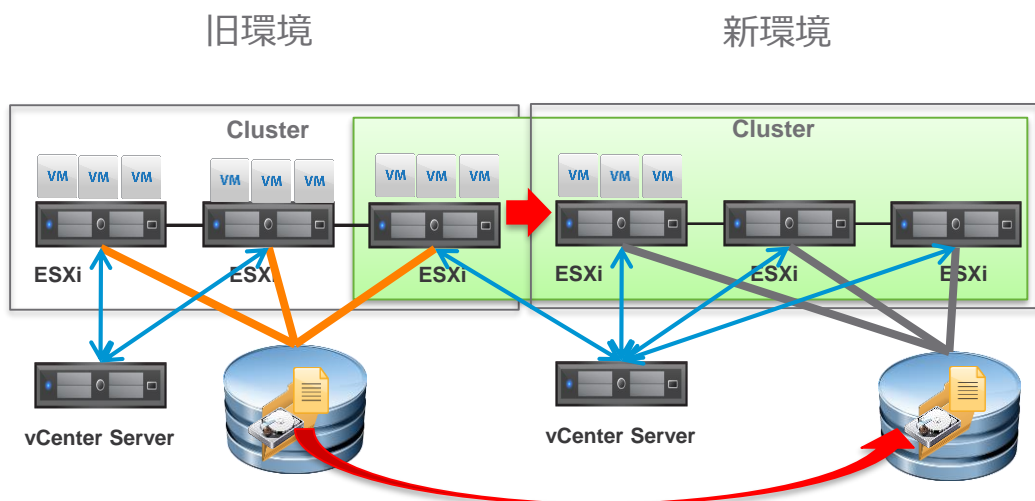 旧環境
新環境
Cluster
Cluster
VM VM VM
VM VM VM
VM VM VM
VM VM VM
ESXi
ESXi
ESXi
ESXi
ESXi
ESXi
vCenter Server
vCenter Server